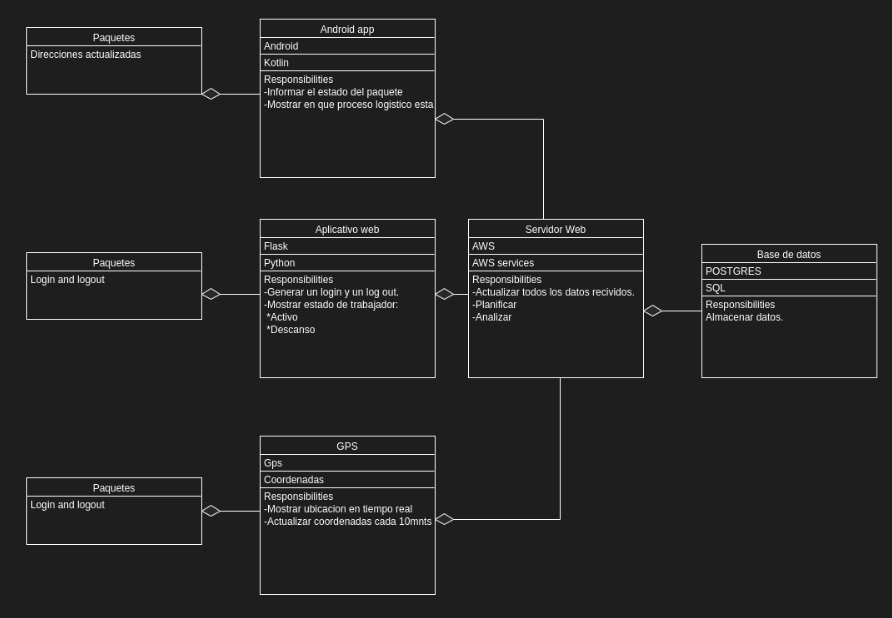 Paquetes
Direcciones actualizadas
Android app
Android
Kotlin
Responsibilities
-Informar el estado del paquete
-Mostrar en que proceso logistico esta
Paquetes
Login and logout
Aplicativo web
Flask
Python
Responsibilities
-Generar un login y un log out.
-Mostrar estado de trabajador:
*Activo
*Descanso
Servidor Web
AWS
AWS services
Responsibilities
-Actualizar todos los datos recividos.
-Planificar
-Analizar
Base de datos
POSTGRES
SQL
Responsibilities
Almacenar datos.
Paquetes
Login and logout
GPS
Gps
Coordenadas
Responsibilities
-Mostrar ubicacion en tiempo real
-Actualizar coordenadas cada 10mnts